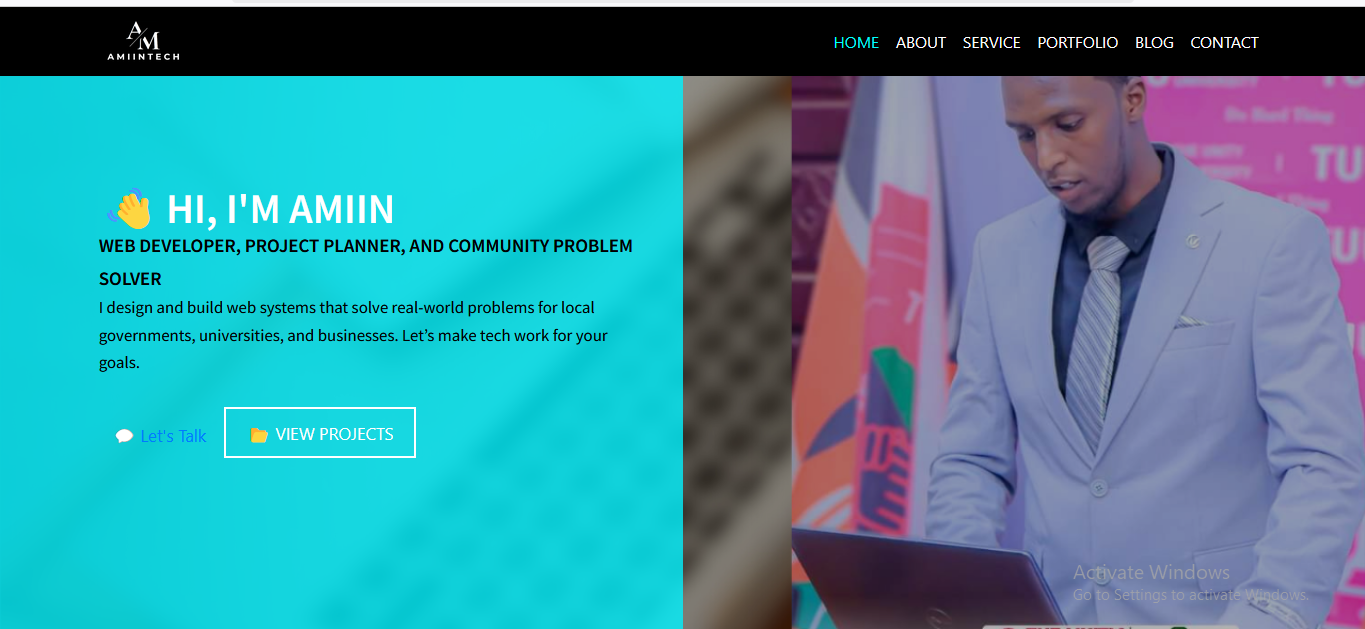 AM
AMIINTECH
HOME ABOUT SERVICE PORTFOLIO BLOG CONTACT
👋 HI, I'M AMIIN
WEB DEVELOPER, PROJECT PLANNER, AND COMMUNITY PROBLEM
SOLVER
I design and build web systems that solve real-world problems for local
governments, universities, and businesses. Let’s make tech work for your
goals.
💬 Let's Talk
📂 VIEW PROJECTS
TU
Activate Windows
Go to Settings to activate Windows.